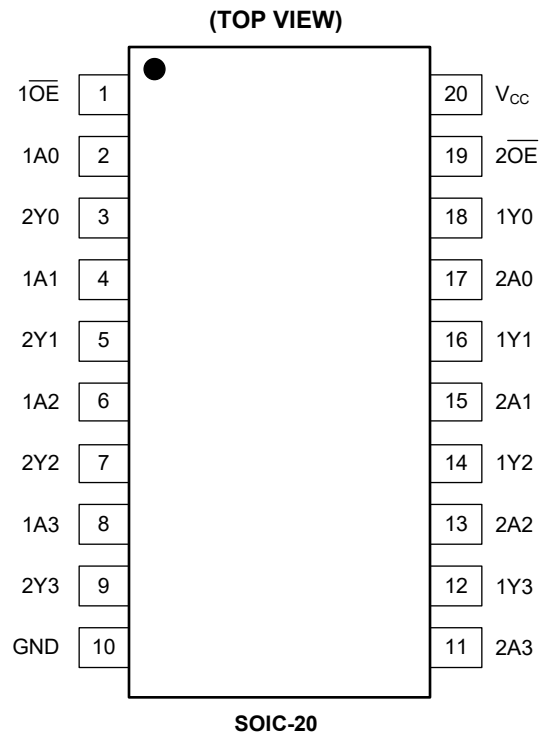 (TOP VIEW)
1O̅E̅ 1 20 VCC
1A0 2 19 2O̅E̅
2Y0 3 18 1Y0
1A1 4 17 2A0
2Y1 5 16 1Y1
1A2 6 15 2A1
2Y2 7 14 1Y2
1A3 8 13 2A2
2Y3 9 12 1Y3
GND 10 11 2A3
SOIC-20